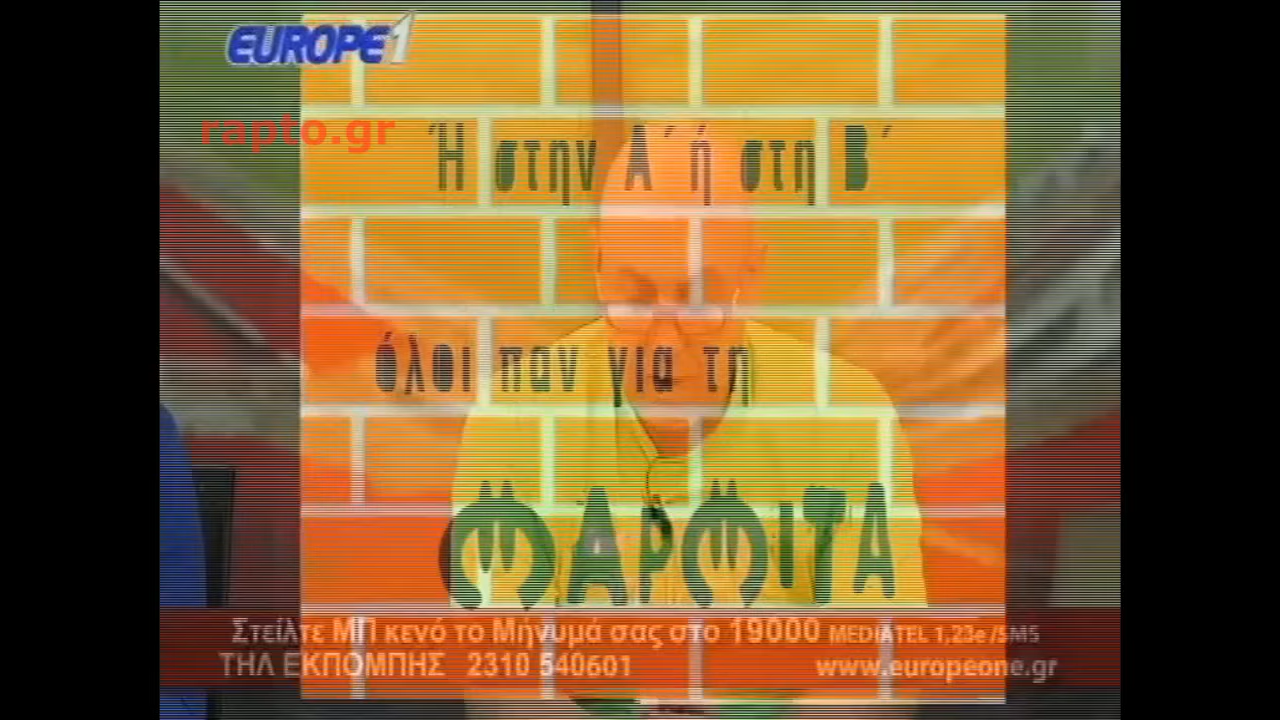 EUROPE1
rapto.gr
Ή στην Α΄ ή στη Β΄
όλοι παν για τη
ΜΑΡΜΙΤΑ
Στείλτε ΜΠ κενό το Μήνυμά σας στο 19000 MEDIATEL 1,23e /SMS
ΤΗΛ ΕΚΠΟΜΠΗΣ 2310 540601 www.europeone.gr